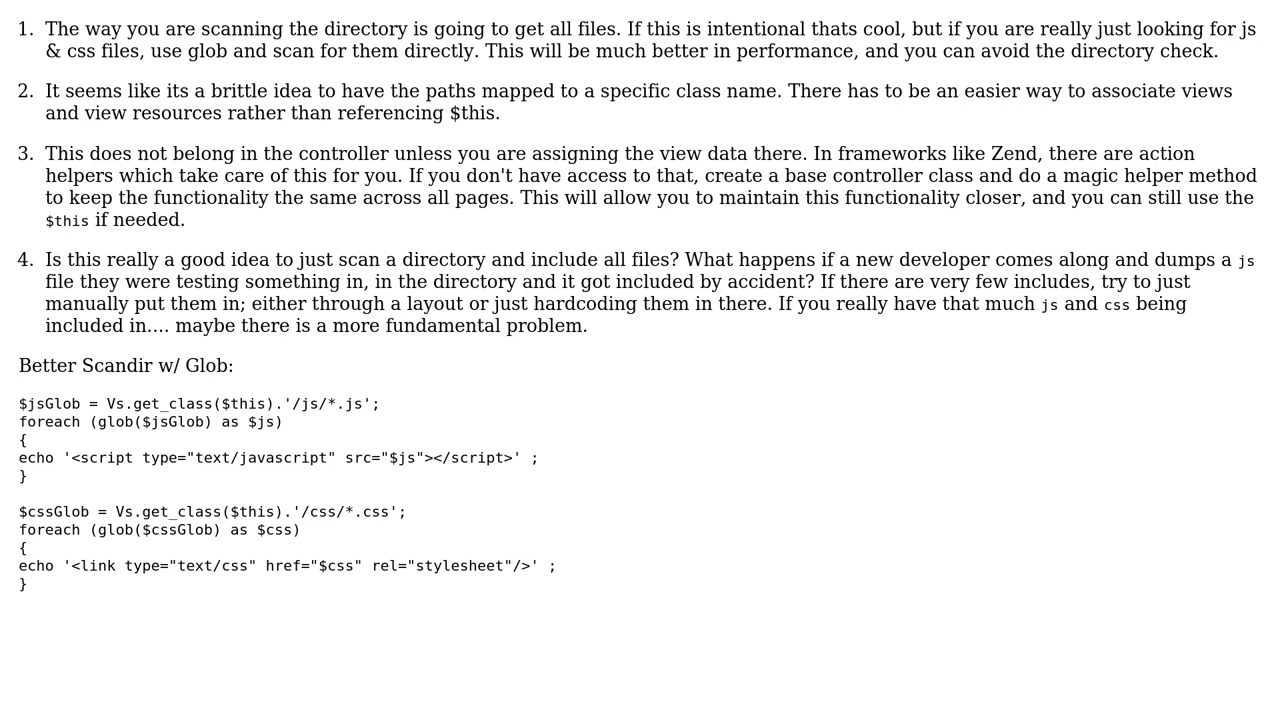 1. The way you are scanning the directory is going to get all files. If this is intentional thats cool, but if you are really just looking for js
& css files, use glob and scan for them directly. This will be much better in performance, and you can avoid the directory check.
2. It seems like its a brittle idea to have the paths mapped to a specific class name. There has to be an easier way to associate views
and view resources rather than referencing $this.
3. This does not belong in the controller unless you are assigning the view data there. In frameworks like Zend, there are action
helpers which take care of this for you. If you don't have access to that, create a base controller class and do a magic helper method
to keep the functionality the same across all pages. This will allow you to maintain this functionality closer, and you can still use the
$this if needed.
4. Is this really a good idea to just scan a directory and include all files? What happens if a new developer comes along and dumps a js
file they were testing something in, in the directory and it got included by accident? If there are very few includes, try to just
manually put them in; either through a layout or just hardcoding them in there. If you really have that much js and css being
included in.... maybe there is a more fundamental problem.
Better Scandir w/ Glob:
$jsGlob = Vs.get_class($this).'/js/*.js';
foreach (glob($jsGlob) as $js)
{
echo '<script type="text/javascript" src="$js"></script>' ;
}
$cssGlob = Vs.get_class($this).'/css/*.css';
foreach (glob($cssGlob) as $css)
{
echo '<link type="text/css" href="$css" rel="stylesheet"/>' ;
}